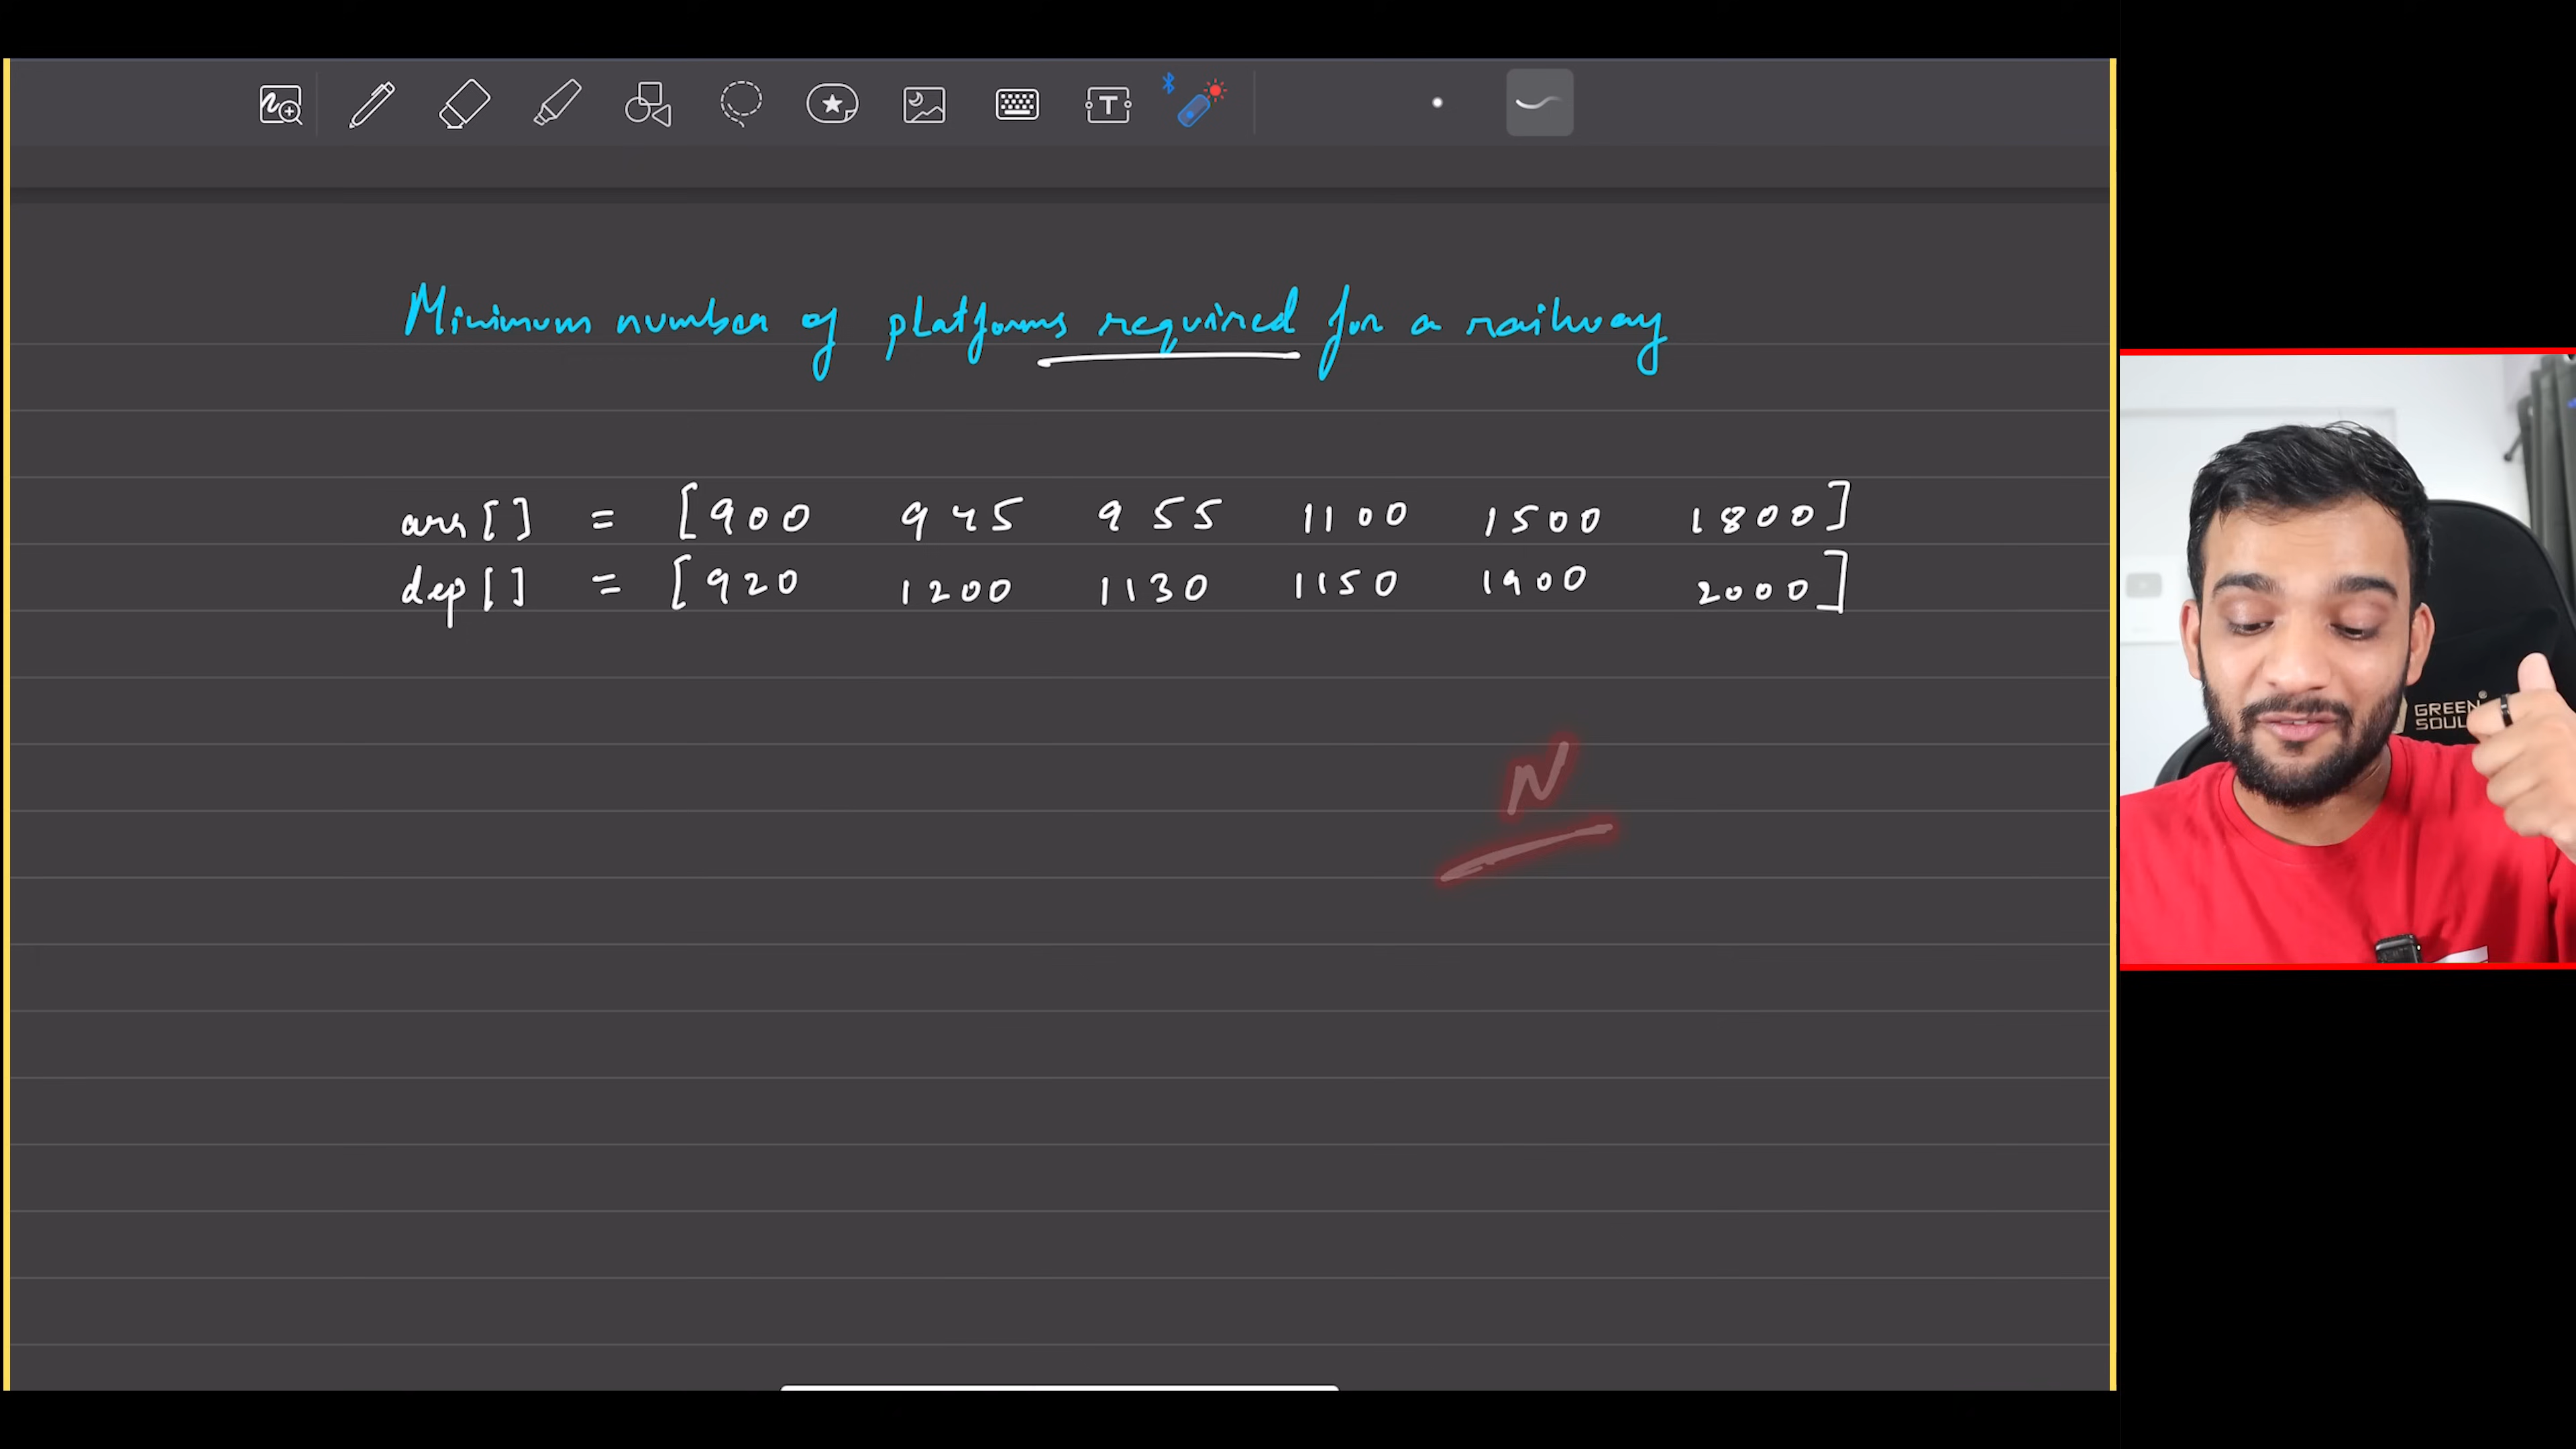 Minimum number of platforms required for a railway
arr[] = [900 945 955 1100 1500 1800]
dep[] = [920 1200 1130 1150 1900 2000]
N
GREEN
SOUL